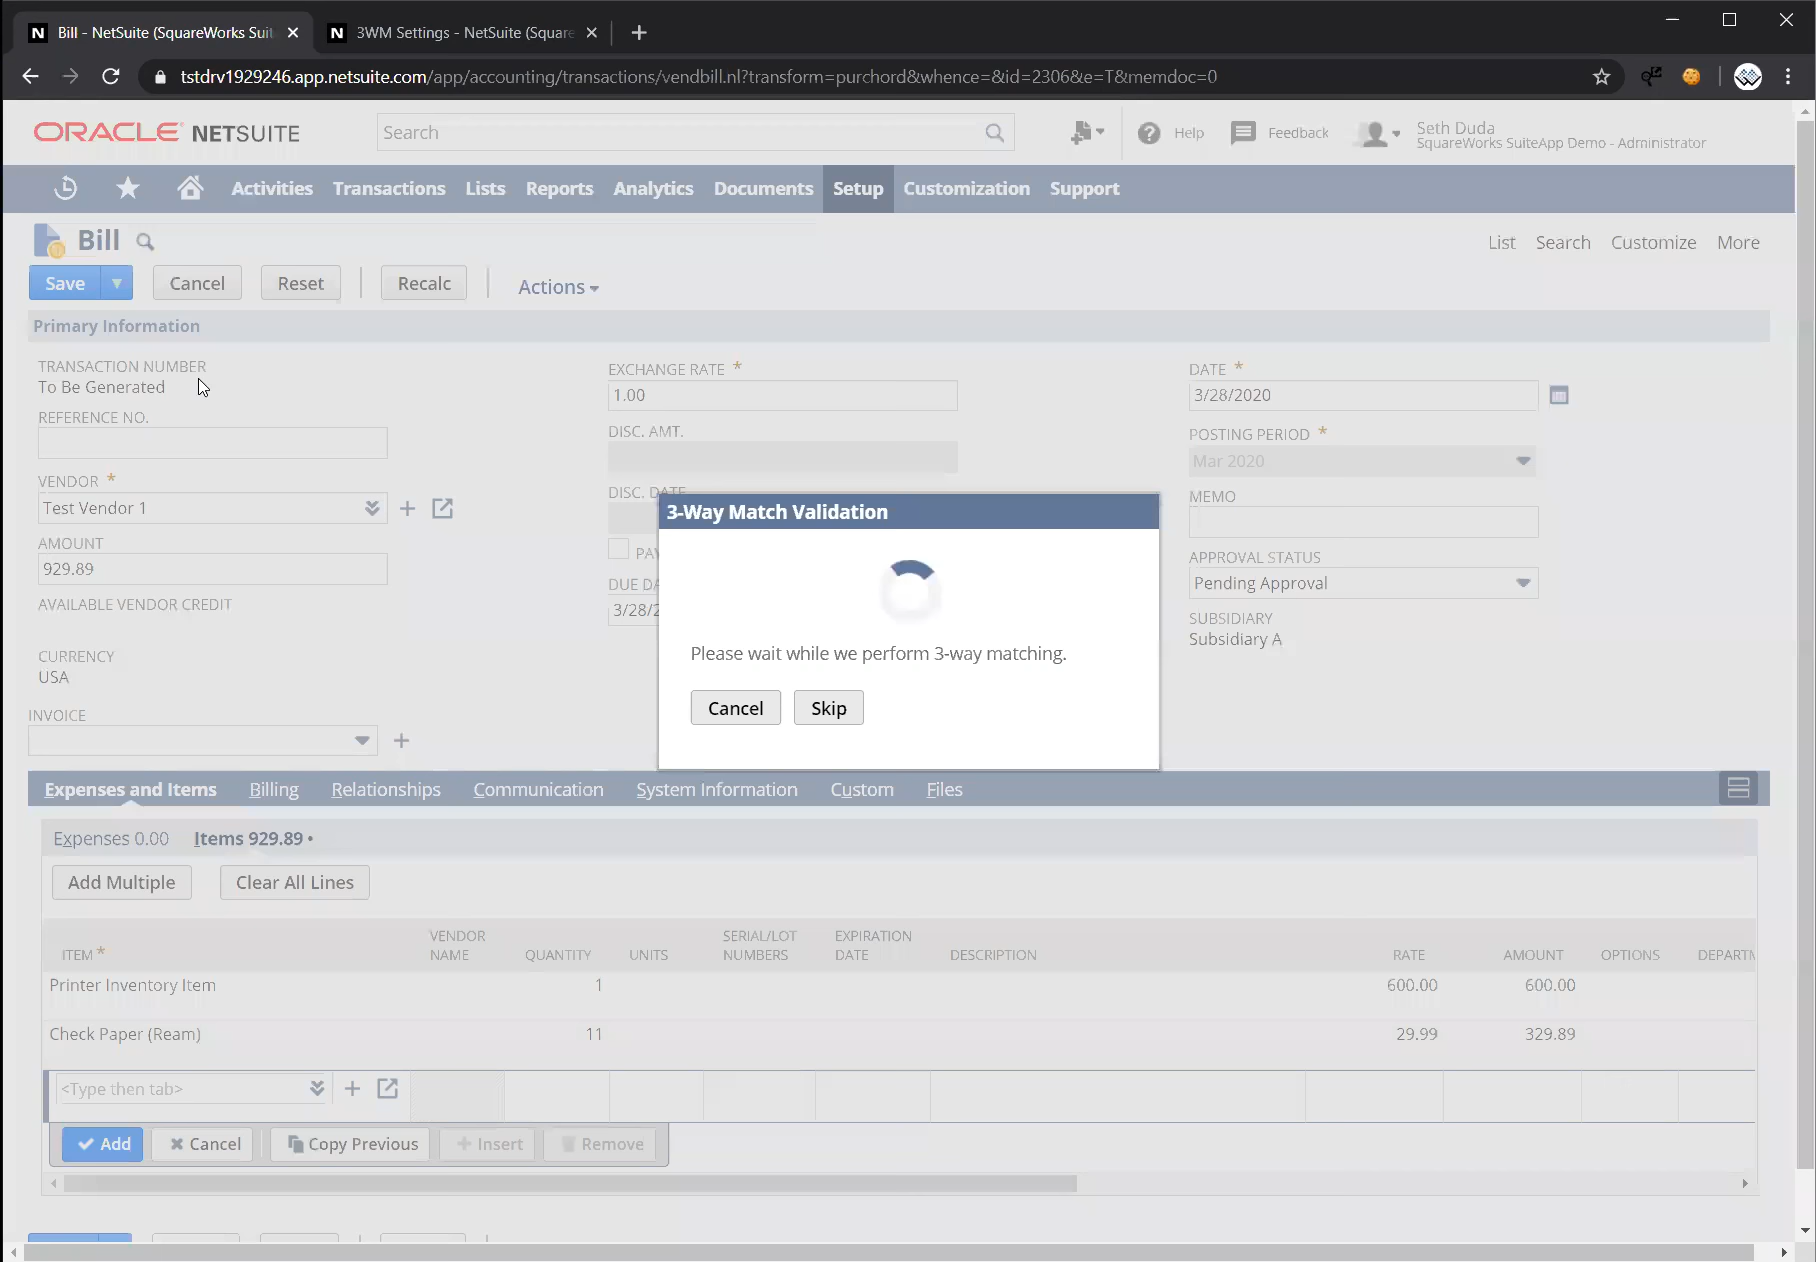 Bill - NetSuite (SquareWorks Suit
3WM Settings - NetSuite (Square
tstdrv1929246.app.netsuite.com/app/accounting/transactions/vendbill.nl?transform=purchord&whence=&id=2306&e=T&memdoc=0
ORACLE NETSUITE
Search
Help
Feedback
Seth Duda
SquareWorks SuiteApp Demo - Administrator
Activities Transactions Lists Reports Analytics Documents Setup Customization Support
Bill
List Search Customize More
Save Cancel Reset Recalc Actions
Primary Information
TRANSACTION NUMBER
To Be Generated
REFERENCE NO.
VENDOR *
Test Vendor 1
AMOUNT
929.89
AVAILABLE VENDOR CREDIT
CURRENCY
USA
INVOICE
EXCHANGE RATE *
1.00
DISC. AMT.
DISC. DATE
PAY
DUE DA
3/28/2
DATE *
3/28/2020
POSTING PERIOD *
Mar 2020
MEMO
APPROVAL STATUS
Pending Approval
SUBSIDIARY
Subsidiary A
3-Way Match Validation
Please wait while we perform 3-way matching.
Cancel Skip
Expenses and Items Billing Relationships Communication System Information Custom Files
Expenses 0.00 Items 929.89 •
Add Multiple Clear All Lines
ITEM * VENDOR NAME QUANTITY UNITS SERIAL/LOT NUMBERS EXPIRATION DATE DESCRIPTION RATE AMOUNT OPTIONS DEPARTM
Printer Inventory Item 1 600.00 600.00
Check Paper (Ream) 11 29.99 329.89
<Type then tab>
Add Cancel Copy Previous Insert Remove